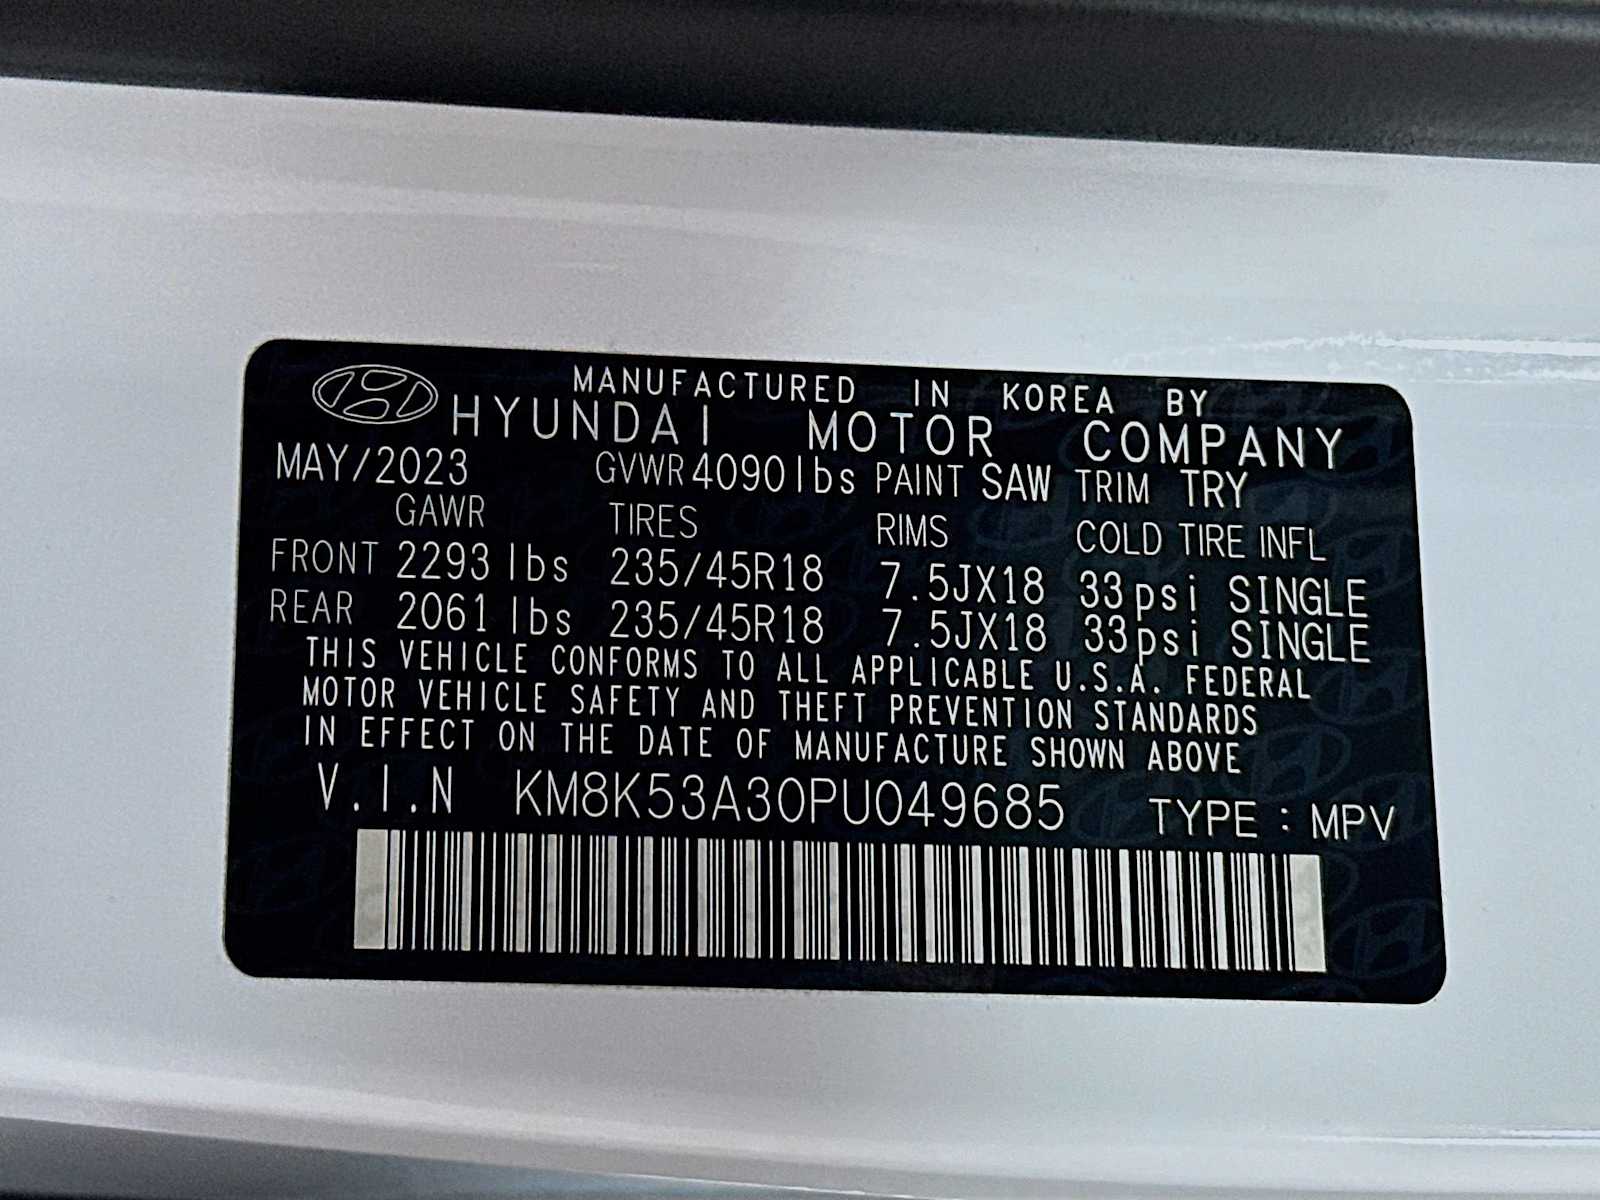 MANUFACTURED IN KOREA BY
HYUNDAI MOTOR COMPANY
MAY/2023 GVWR 4090lbs PAINT SAW TRIM TRY
GAWR TIRES RIMS COLD TIRE INFL
FRONT 2293 lbs 235/45R18 7.5JX18 33psi SINGLE
REAR 2061 lbs 235/45R18 7.5JX18 33psi SINGLE
THIS VEHICLE CONFORMS TO ALL APPLICABLE U.S.A. FEDERAL
MOTOR VEHICLE SAFETY AND THEFT PREVENTION STANDARDS
IN EFFECT ON THE DATE OF MANUFACTURE SHOWN ABOVE
V.I.N KM8K53A30PU049685 TYPE : MPV